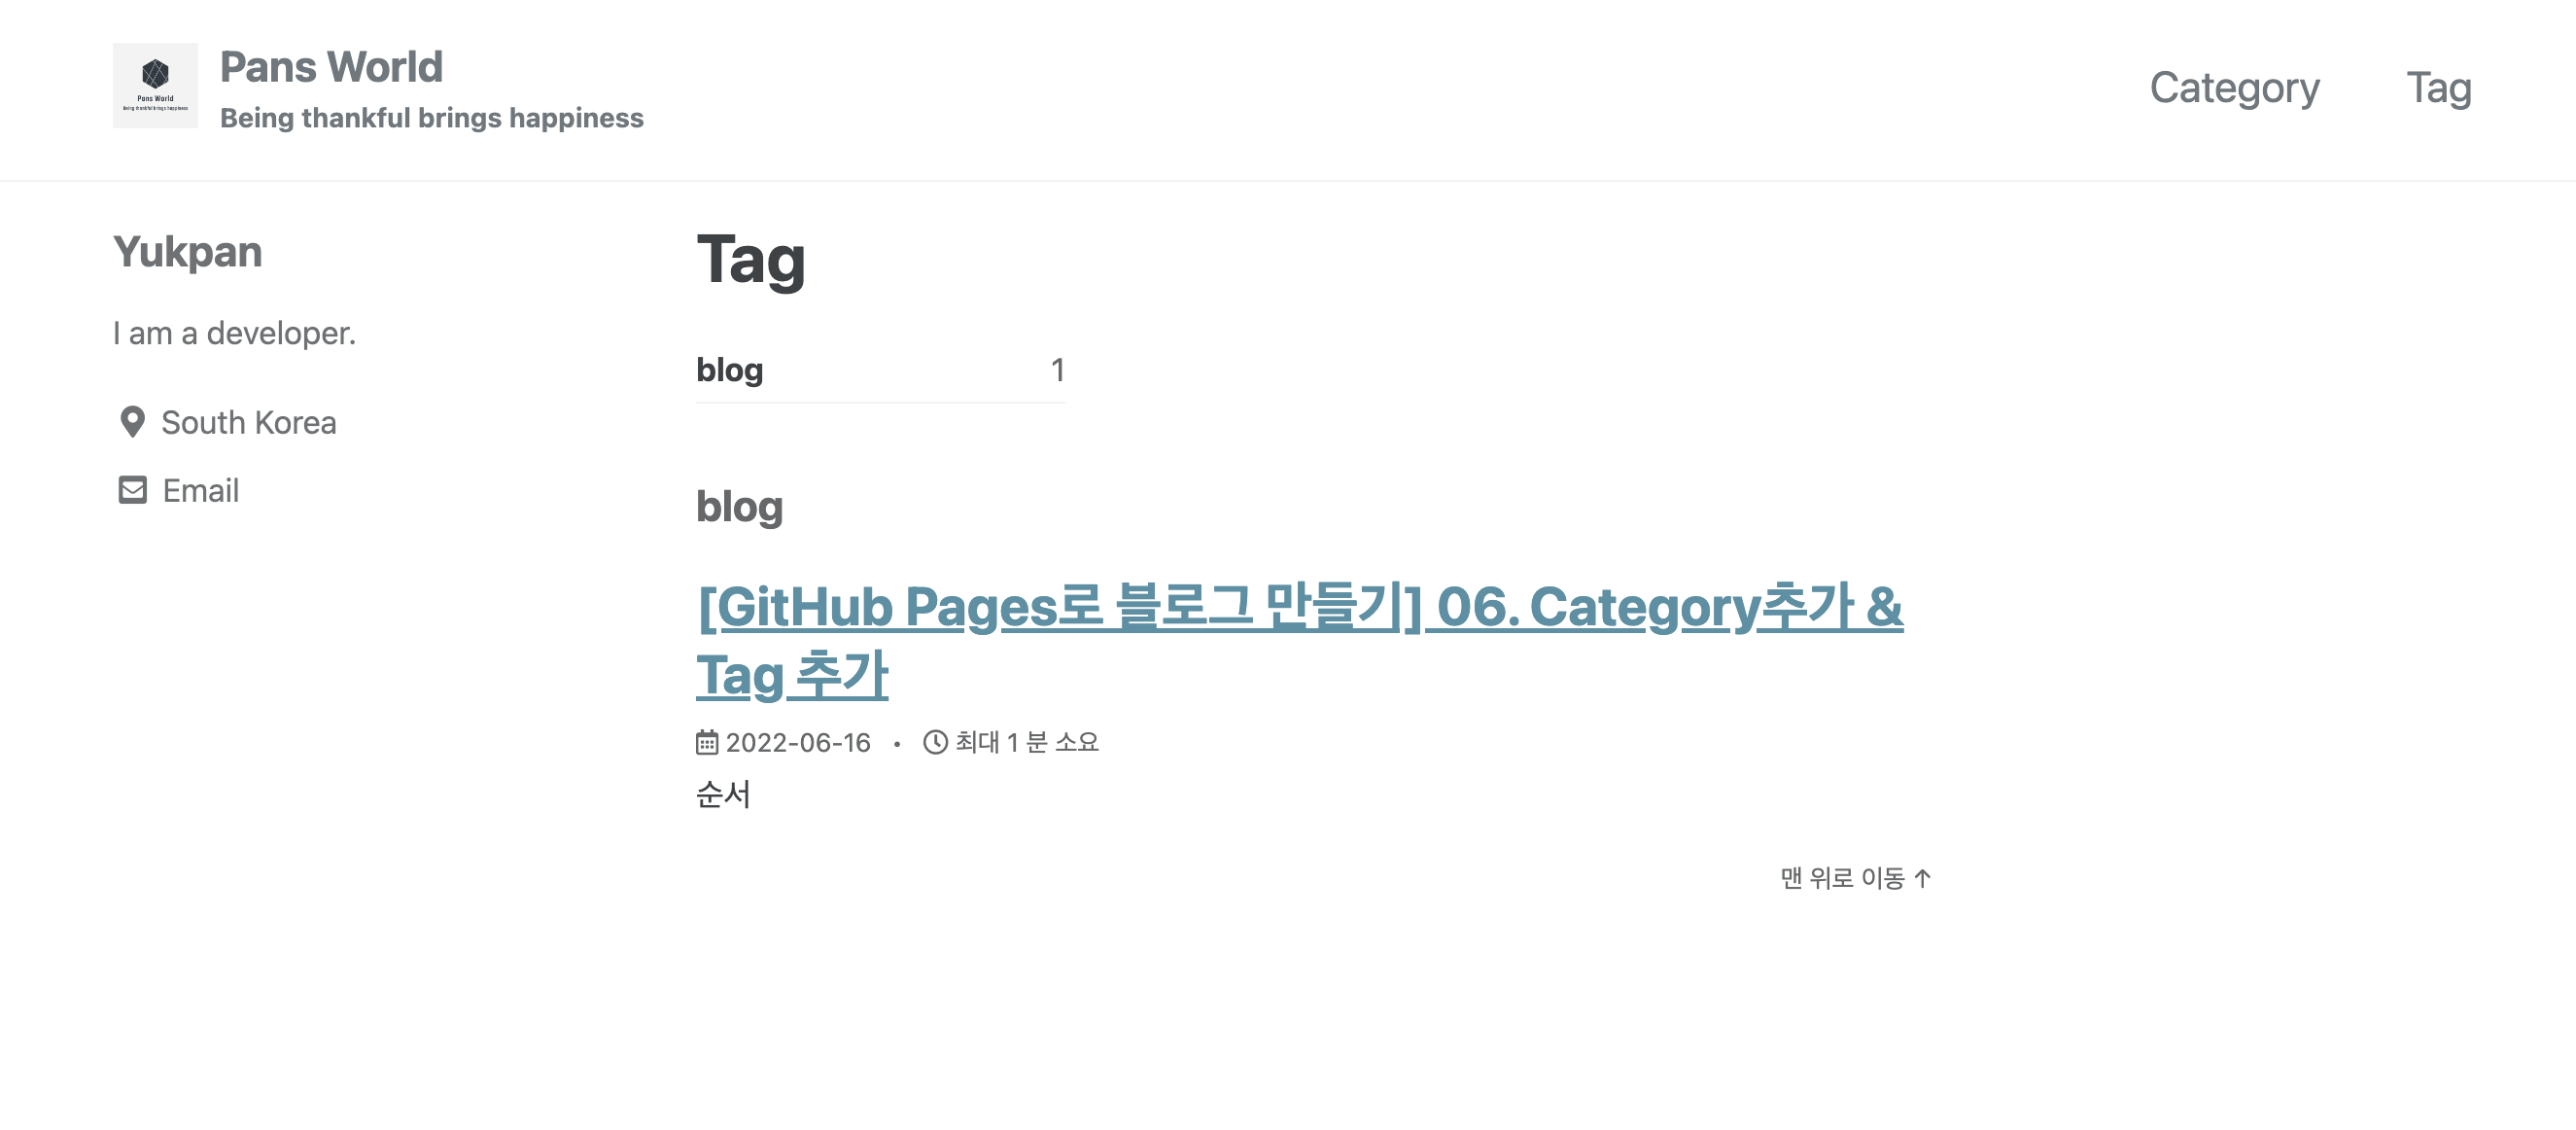 Pans World
Being thankful brings happiness
Pans World
Being thankful brings happiness
Category
Tag
Yukpan
I am a developer.
South Korea
Email
Tag
blog 1
blog
[GitHub Pages로 블로그 만들기] 06. Category추가 &
Tag 추가
2022-06-16 • 최대 1 분 소요
순서
맨 위로 이동 ↑